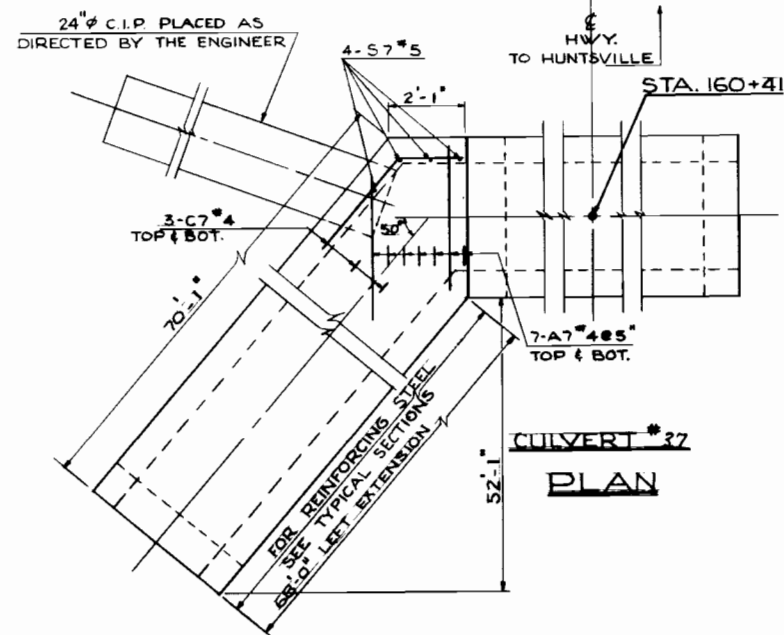 24"ø C.I.P. PLACED AS
DIRECTED BY THE ENGINEER
4-S7 #5
2'-1"
℄
HWY.
TO HUNTSVILLE
STA. 160+41
3-C7 #4
TOP & BOT.
50°
70'-1"
7-A7 #4@5"
TOP & BOT.
FOR REINFORCING STEEL
SEE TYPICAL SECTIONS
68'-0" LEFT EXTENSION
52'-1"
CULVERT #37
PLAN